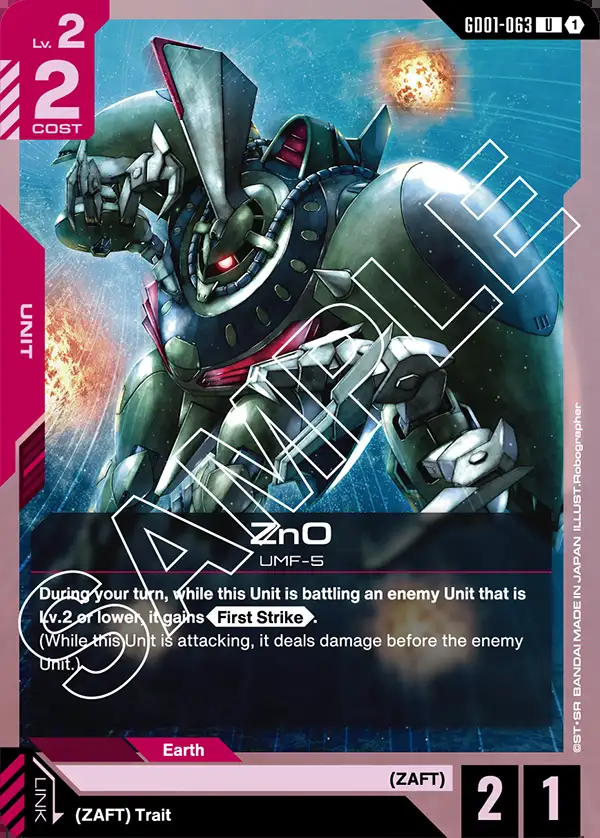 Lv. 2
2
COST
GD01-063 U 1
UNIT
SAMPLE
ZnO
UMF-5
During your turn, while this Unit is battling an enemy Unit that is
Lv.2 or lower, it gains First Strike.
(While this Unit is attacking, it deals damage before the enemy
Unit.)
©ST・SR BANDAI MADE IN JAPAN ILLUST:Robographer
Earth
(ZAFT)
LINK
(ZAFT) Trait
2 1